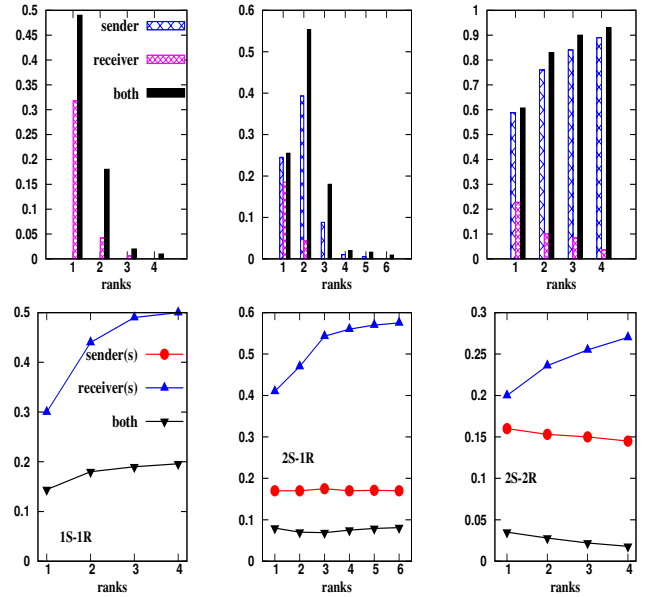 0.5
0.45
0.4
0.35
0.3
0.25
0.2
0.15
0.1
0.05
0
1 2 3 4
ranks
sender
receiver
both
0.6
0.5
0.4
0.3
0.2
0.1
0
1 2 3 4 5 6
ranks
1
0.9
0.8
0.7
0.6
0.5
0.4
0.3
0.2
0.1
0
1 2 3 4
ranks
0.5
0.4
0.3
0.2
0.1
0
1 2 3 4
ranks
sender(s)
receiver(s)
both
1S-1R
0.6
0.5
0.4
0.3
0.2
0.1
0
1 2 3 4 5 6
ranks
2S-1R
0.3
0.25
0.2
0.15
0.1
0.05
0
1 2 3 4
ranks
2S-2R